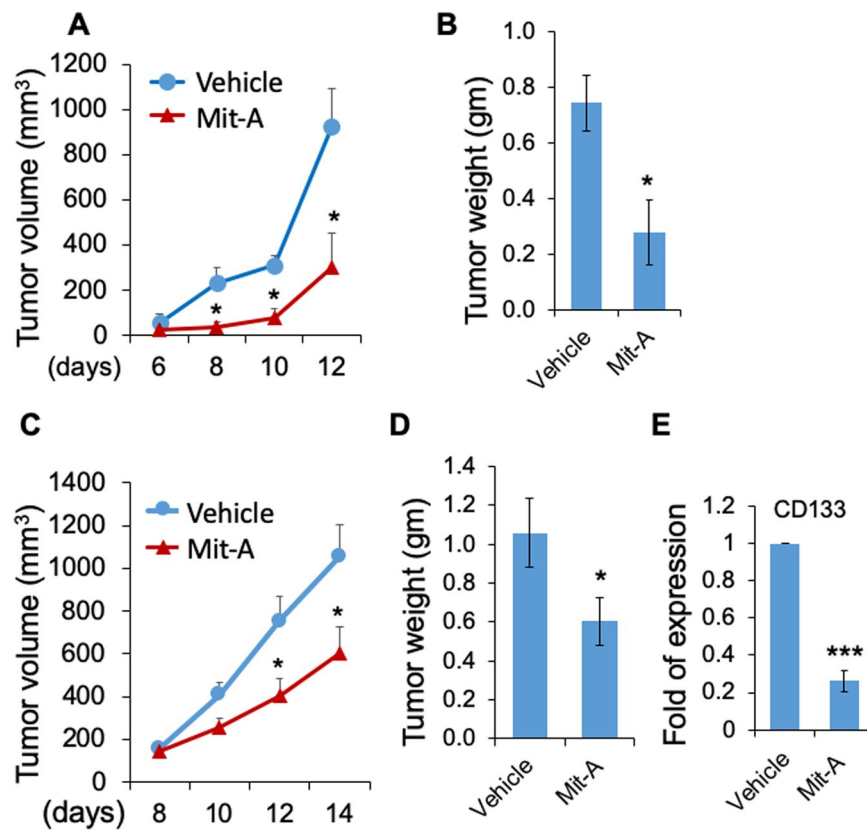 A
Tumor volume (mm³)
1200
1000
800
600
400
200
0
Vehicle
Mit-A
*
*
*
(days)
6 8 10 12
B
Tumor weight (gm)
1.0
0.8
0.6
0.4
0.2
0.0
*
Vehicle
Mit-A
C
Tumor volume (mm³)
1400
1200
1000
800
600
400
200
0
Vehicle
Mit-A
*
*
(days)
8 10 12 14
D
Tumor weight (gm)
1.4
1.2
1.0
0.8
0.6
0.4
0.2
0.0
*
Vehicle
Mit-A
E
Fold of expression
1.2
1
0.8
0.6
0.4
0.2
0
CD133
***
Vehicle
Mit-A